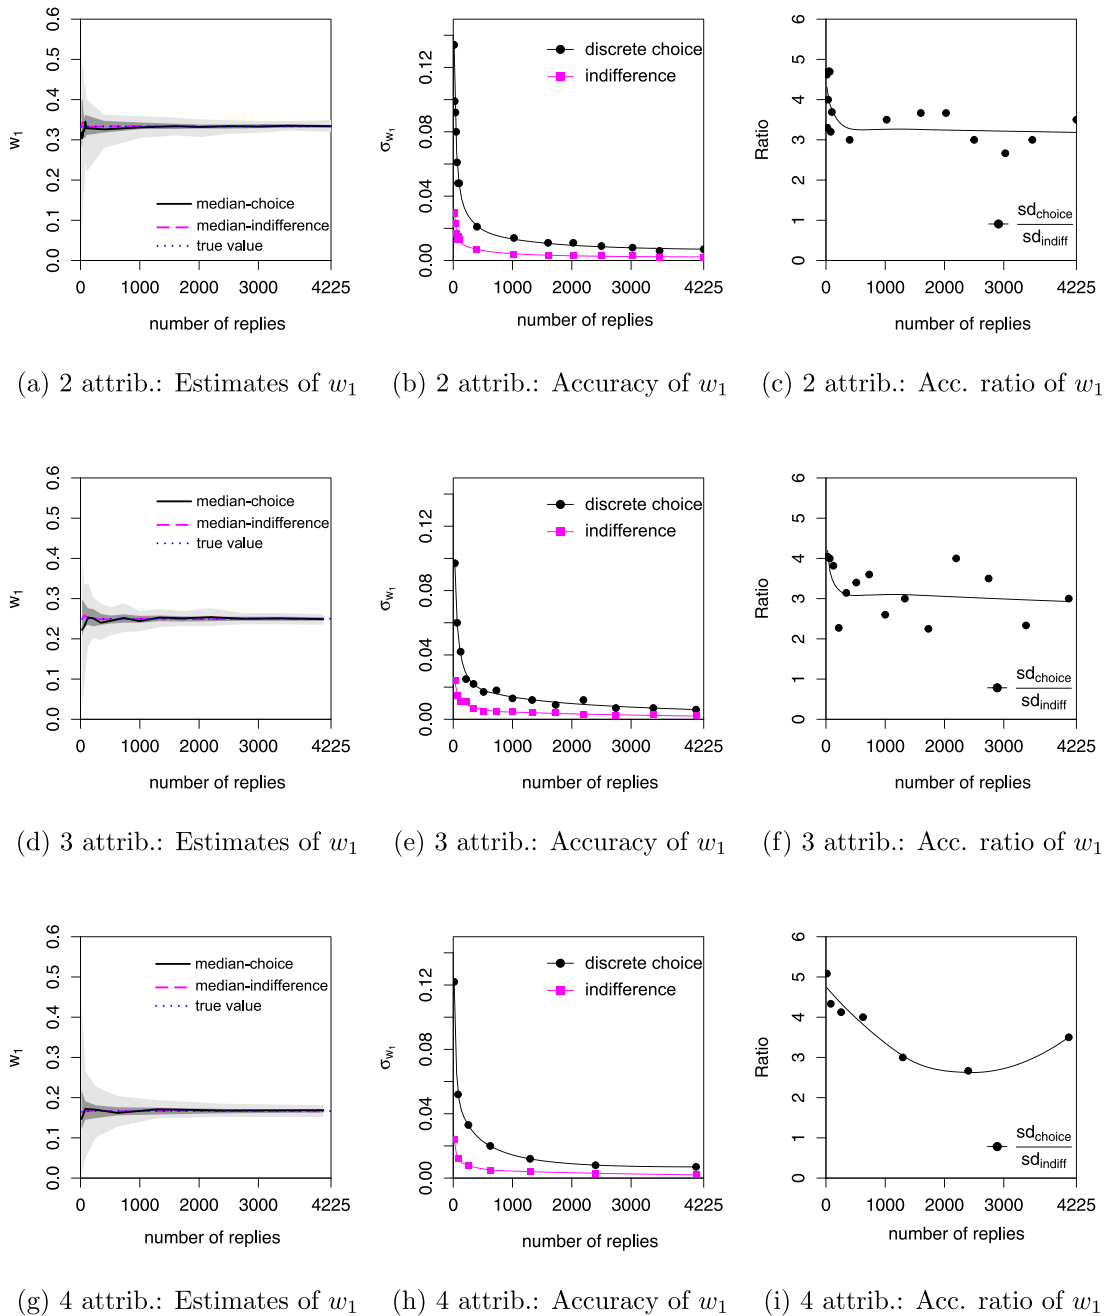 0.0 0.1 0.2 0.3 0.4 0.5 0.6
w1
median-choice
median-indifference
true value
0 1000 2000 3000 4225
number of replies
0.00 0.04 0.08 0.12
σw1
discrete choice
indifference
0 1000 2000 3000 4225
number of replies
0 1 2 3 4 5 6
Ratio
sdchoice
sdindiff
0 1000 2000 3000 4225
number of replies
(a) 2 attrib.: Estimates of w1
(b) 2 attrib.: Accuracy of w1
(c) 2 attrib.: Acc. ratio of w1
0.0 0.1 0.2 0.3 0.4 0.5 0.6
w1
median-choice
median-indifference
true value
0 1000 2000 3000 4225
number of replies
0.00 0.04 0.08 0.12
σw1
discrete choice
indifference
0 1000 2000 3000 4225
number of replies
0 1 2 3 4 5 6
Ratio
sdchoice
sdindiff
0 1000 2000 3000 4225
number of replies
(d) 3 attrib.: Estimates of w1
(e) 3 attrib.: Accuracy of w1
(f) 3 attrib.: Acc. ratio of w1
0.0 0.1 0.2 0.3 0.4 0.5 0.6
w1
median-choice
median-indifference
true value
0 1000 2000 3000 4225
number of replies
0.00 0.04 0.08 0.12
σw1
discrete choice
indifference
0 1000 2000 3000 4225
number of replies
0 1 2 3 4 5 6
Ratio
sdchoice
sdindiff
0 1000 2000 3000 4225
number of replies
(g) 4 attrib.: Estimates of w1
(h) 4 attrib.: Accuracy of w1
(i) 4 attrib.: Acc. ratio of w1